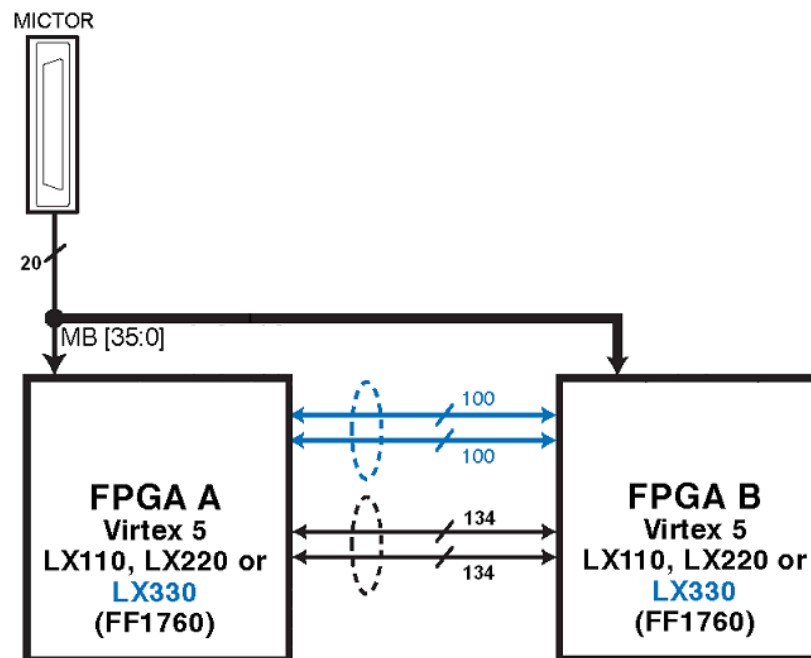 MICTOR
20
MB [35:0]
100
100
134
134
FPGA A
Virtex 5
LX110, LX220 or
LX330
(FF1760)
FPGA B
Virtex 5
LX110, LX220 or
LX330
(FF1760)